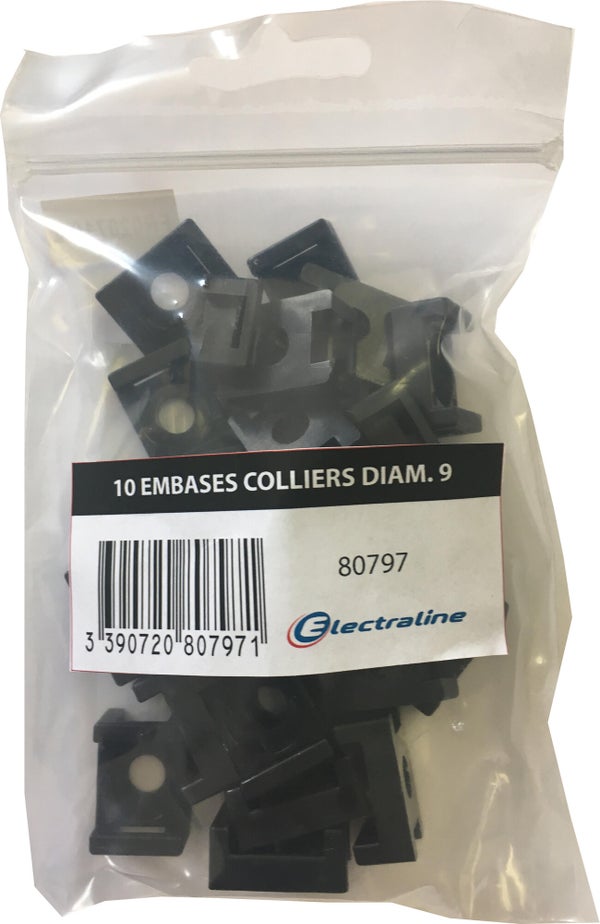 10 EMBASES COLLIERS DIAM. 9
80797
3 390720 807971
Electraline